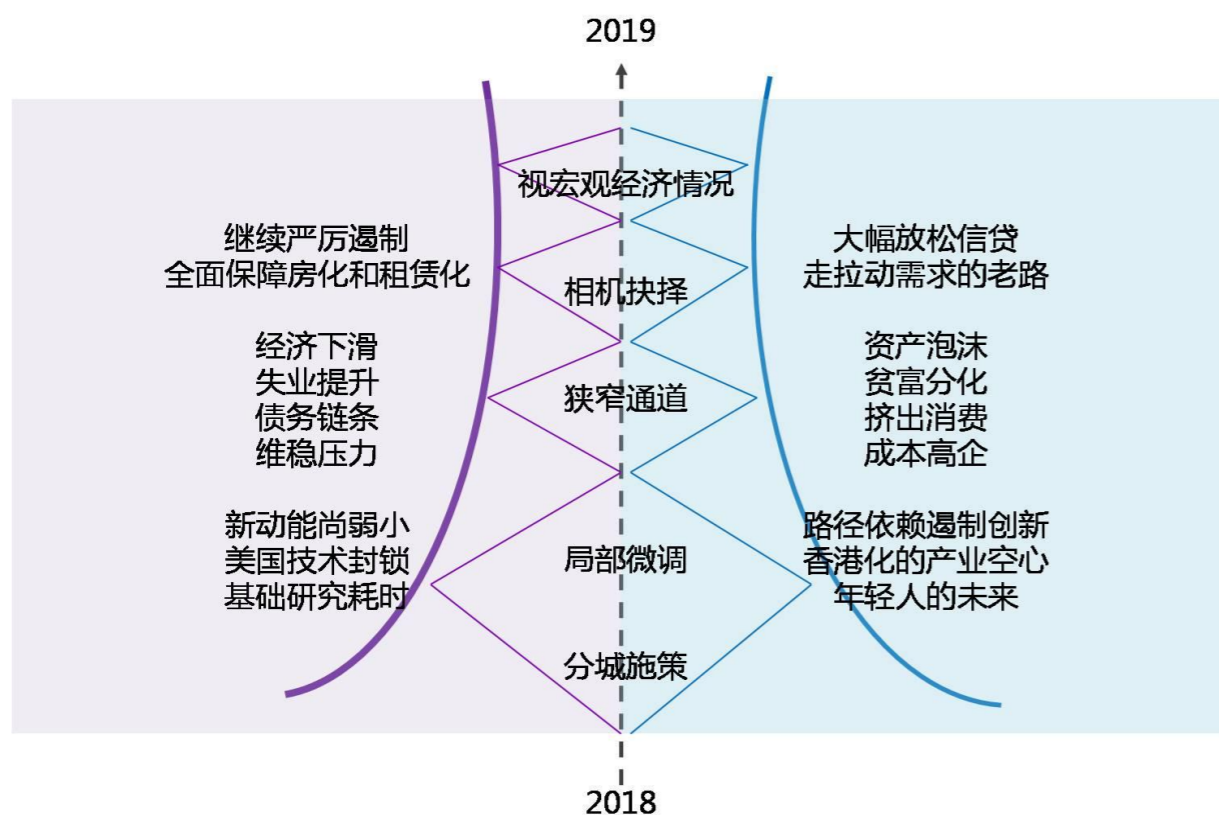 2019
视宏观经济情况
继续严厉遏制
全面保障房化和租赁化
大幅放松信贷
走拉动需求的老路
相机抉择
经济下滑
失业提升
债务链条
维稳压力
狭窄通道
资产泡沫
贫富分化
挤出消费
成本高企
新动能尚弱小
美国技术封锁
基础研究耗时
局部微调
路径依赖遏制创新
香港化的产业空心
年轻人的未来
分城施策
2018